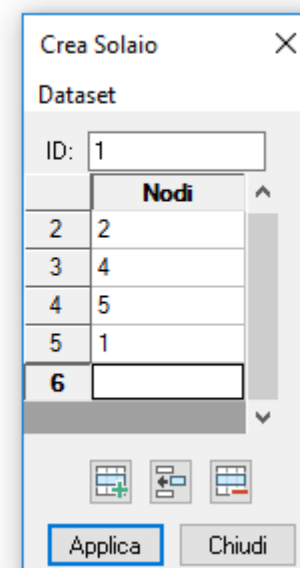 Crea Solaio
Dataset
ID: 1
Nodi
2 2
3 4
4 5
5 1
6
Applica Chiudi